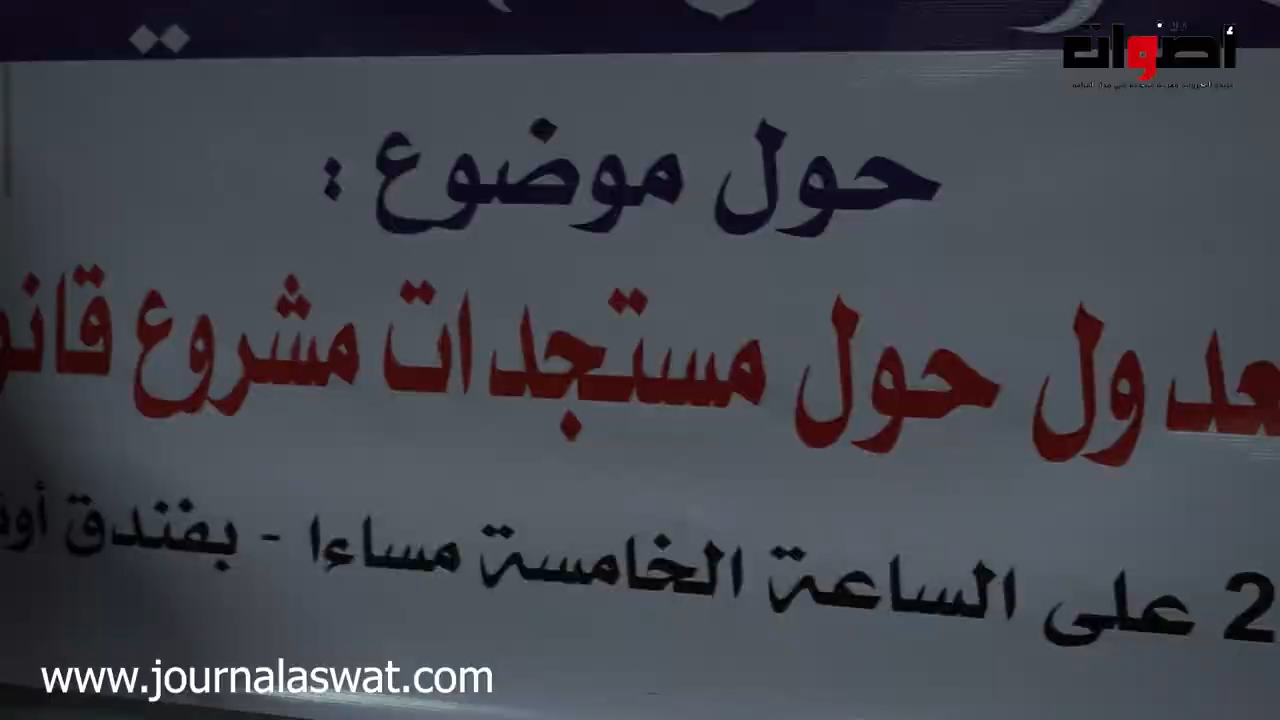 أصوات
حول موضوع :
عدول حول مستجدات مشروع قانو
2 على الساعة الخامسة مساءا - بفندق أو
www.journalaswat.com